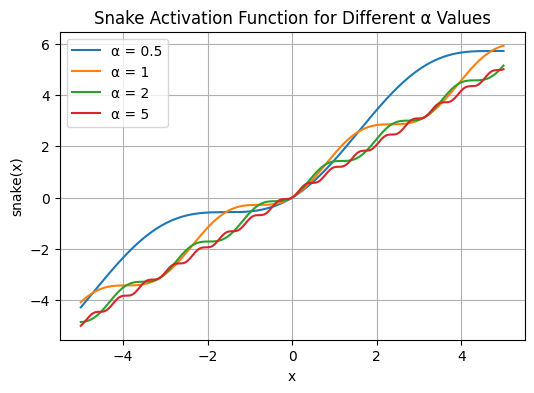 Snake Activation Function for Different α Values
α = 0.5
α = 1
α = 2
α = 5
6
4
2
0
−2
−4
snake(x)
−4 −2 0 2 4
x